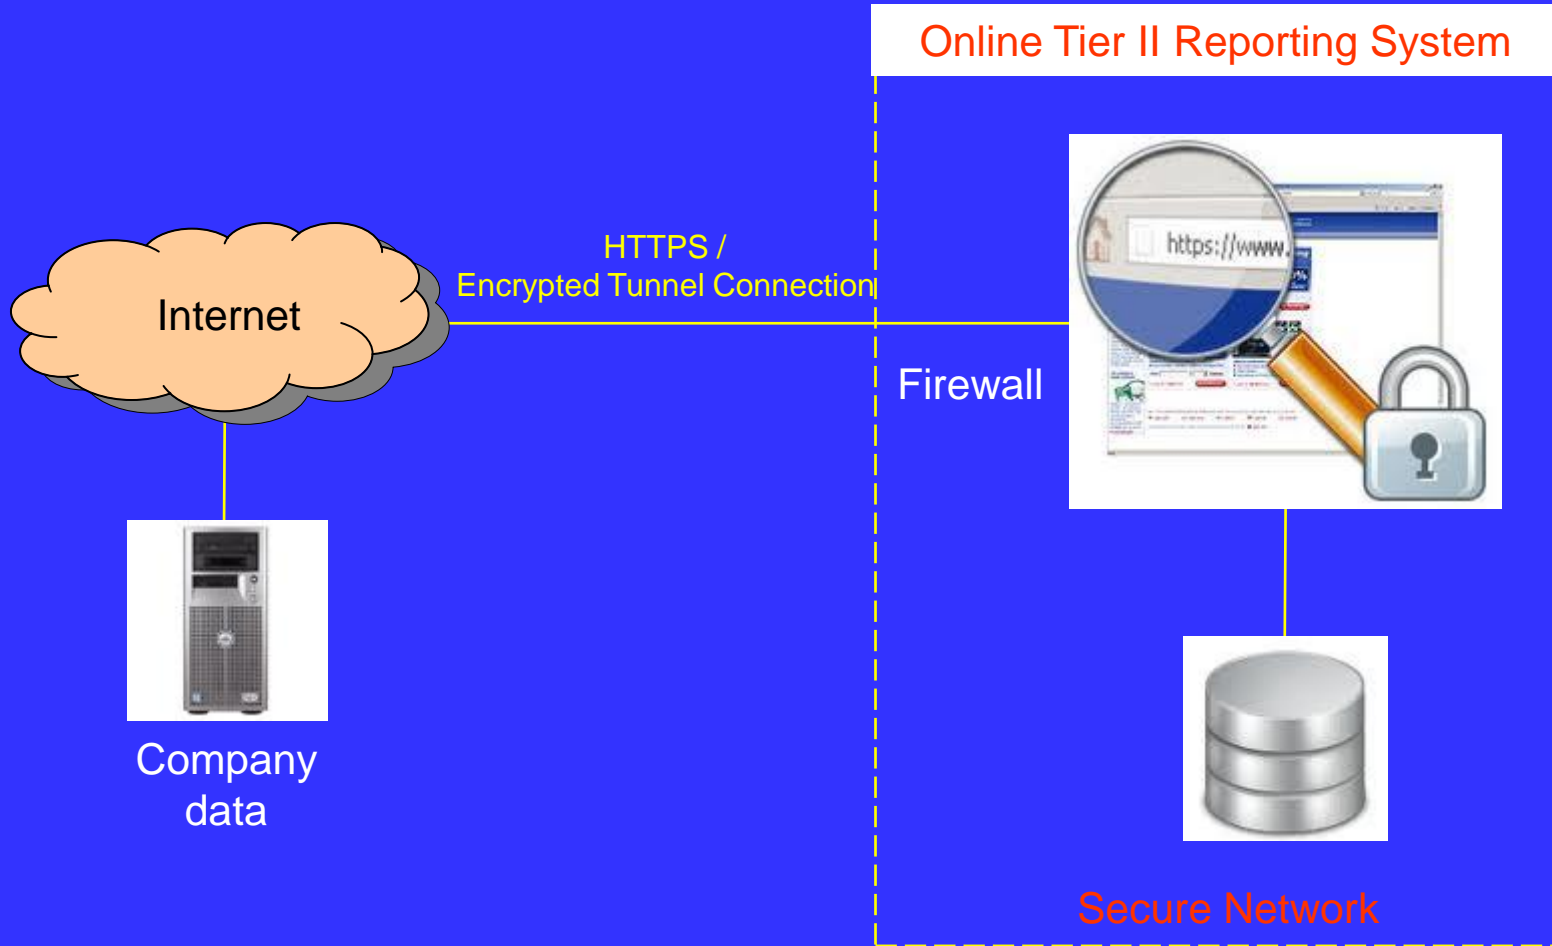 Online Tier II Reporting System
https://www.
HTTPS /
Encrypted Tunnel Connection
Internet
Firewall
Company
data
Secure Network